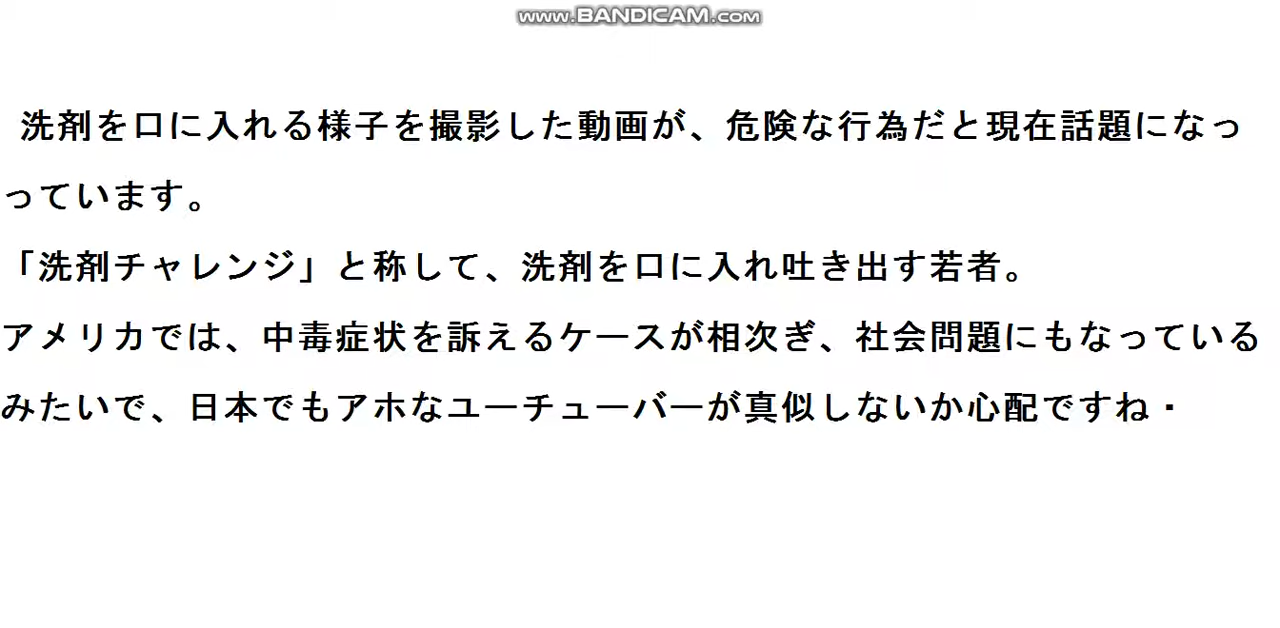 www.BANDICAM.com
洗剤を口に入れる様子を撮影した動画が、危険な行為だと現在話題になっ
っています。
「洗剤チャレンジ」と称して、洗剤を口に入れ吐き出す若者。
アメリカでは、中毒症状を訴えるケースが相次ぎ、社会問題にもなっている
みたいで、日本でもアホなユーチューバーが真似しないか心配ですね・